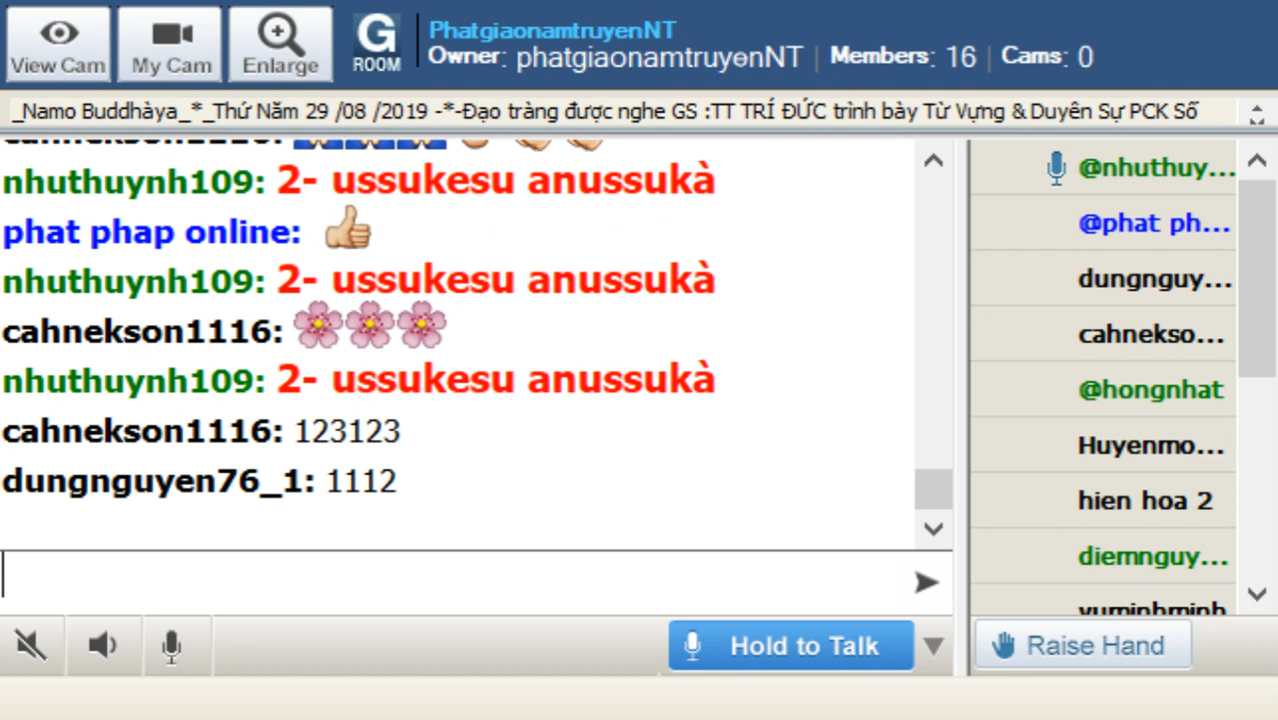 View Cam
My Cam
Enlarge
G
ROOM
PhatgiaonamtruyenNT
Owner: phatgiaonamtruyenNT | Members: 16 | Cams: 0
_Namo Buddhàya_*_Thứ Năm 29 /08 /2019 -*-Đạo tràng được nghe GS :TT TRÍ ĐỨC trình bày Từ Vựng & Duyên Sự PCK Số
cahnekson1116:
nhuthuynh109: 2- ussukesu anussukà
phat phap online:
nhuthuynh109: 2- ussukesu anussukà
cahnekson1116:
nhuthuynh109: 2- ussukesu anussukà
cahnekson1116: 123123
dungnguyen76_1: 1112
@nhuthuy...
@phat ph...
dungnguy...
cahnekso...
@hongnhat
Huyenmo...
hien hoa 2
diemnguy...
Hold to Talk
Raise Hand